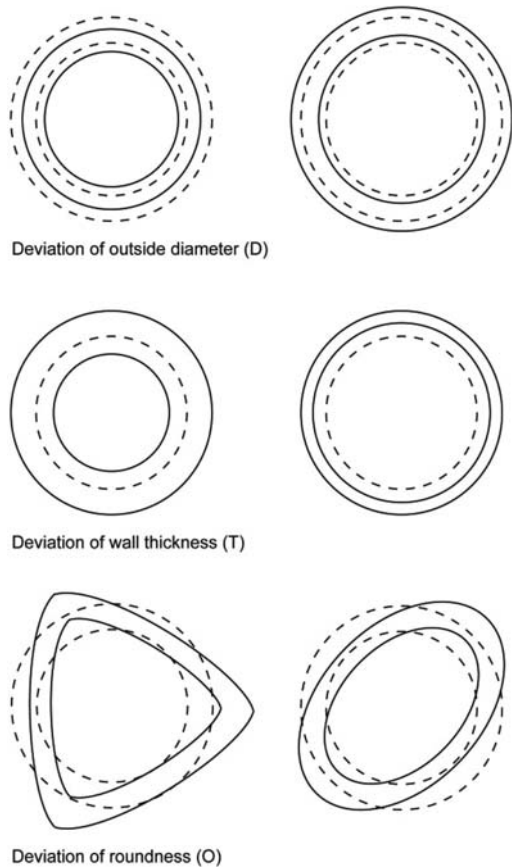 Deviation of outside diameter (D)
Deviation of wall thickness (T)
Deviation of roundness (O)